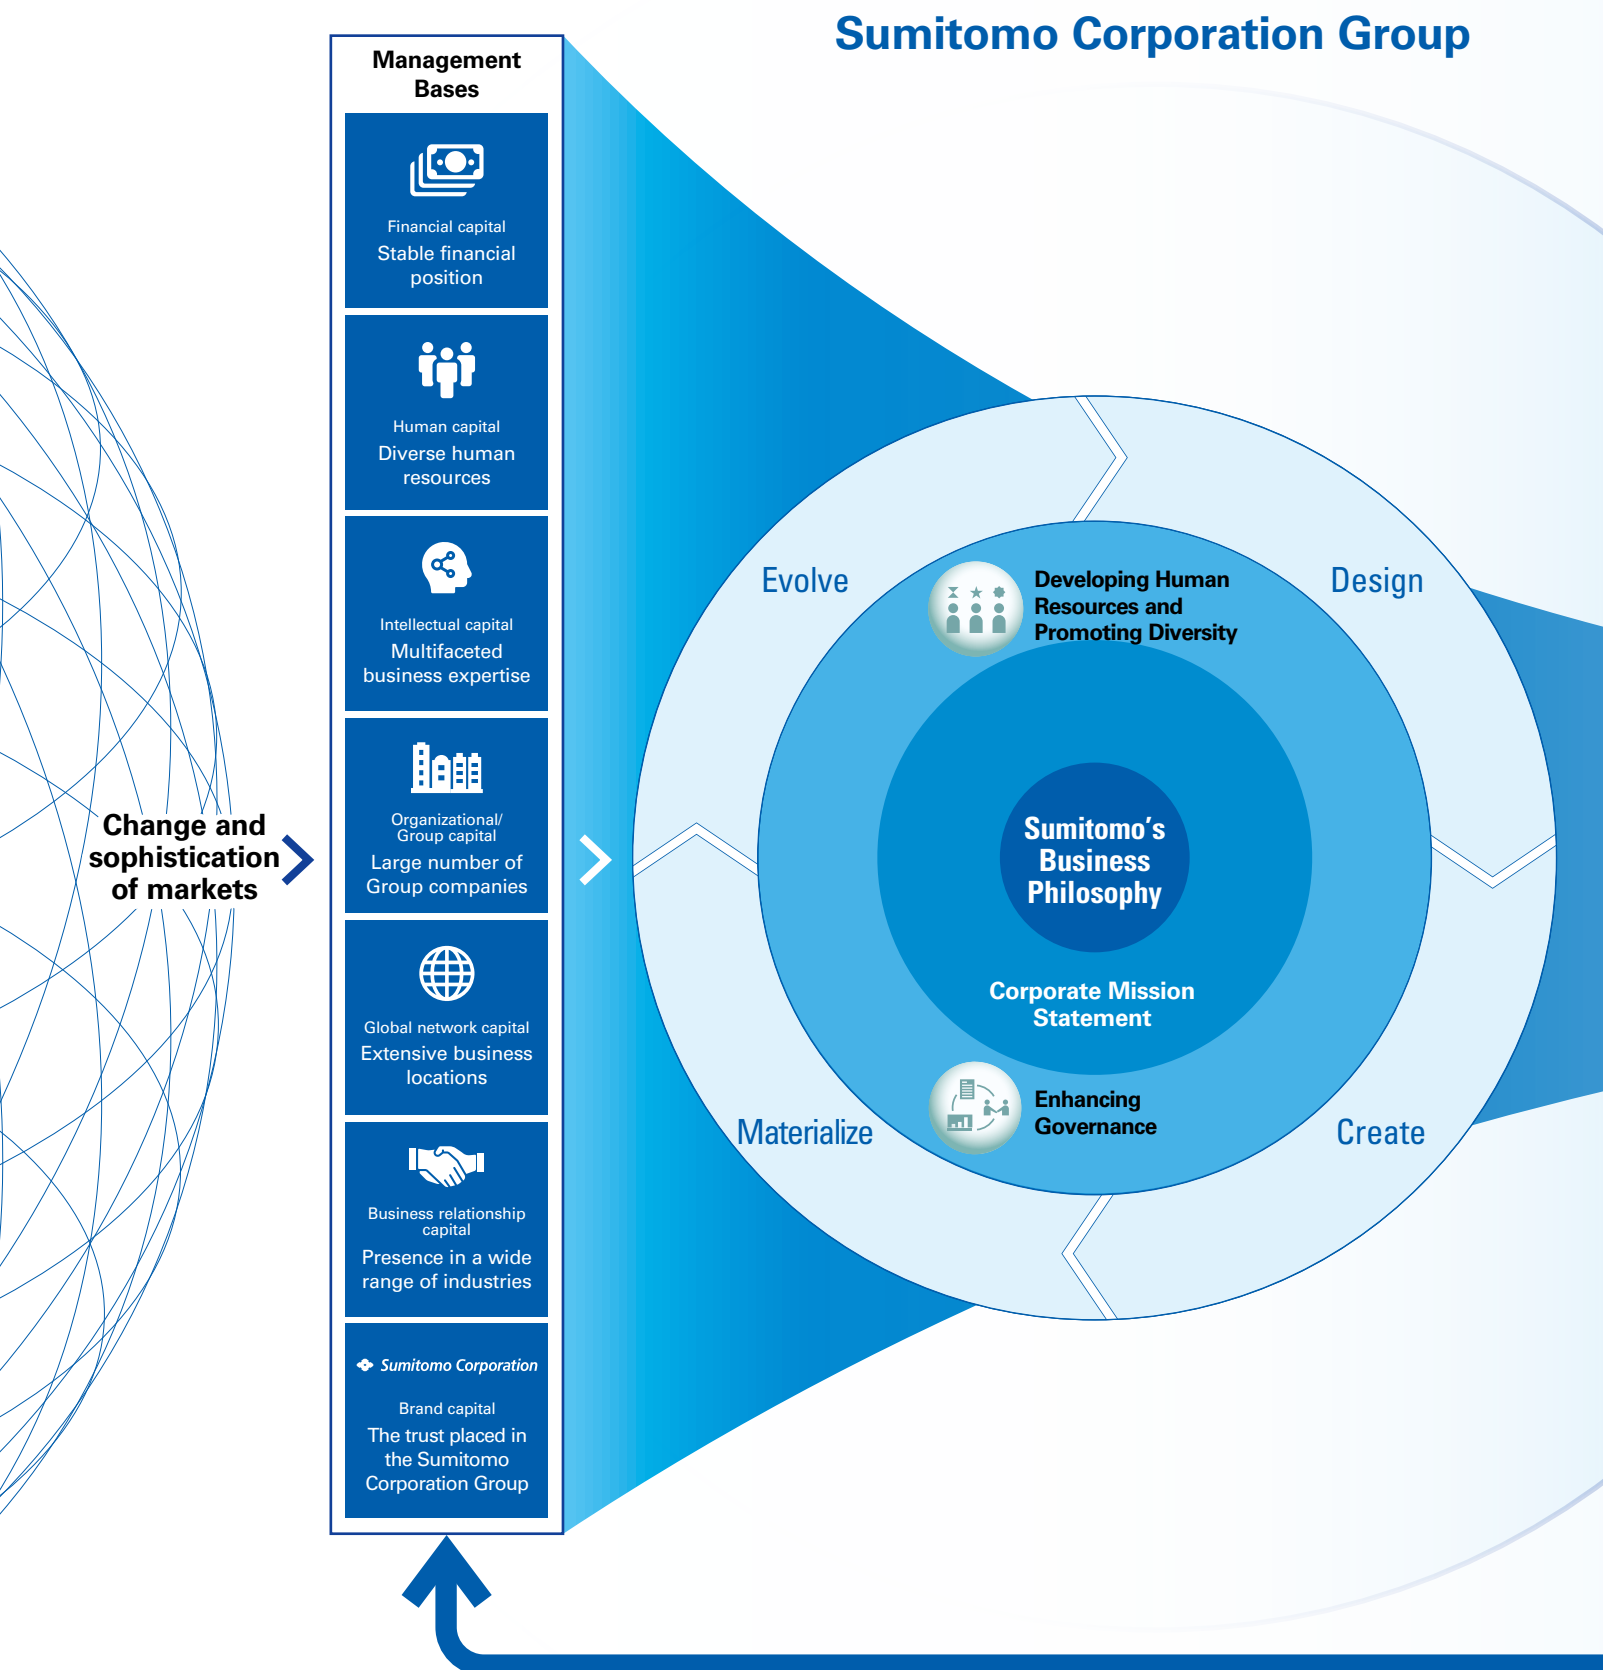 Sumitomo Corporation Group
Management
Bases
Financial capital
Stable financial
position
Human capital
Diverse human
resources
Intellectual capital
Multifaceted
business expertise
Organizational/
Group capital
Large number of
Group companies
Global network capital
Extensive business
locations
Business relationship
capital
Presence in a wide
range of industries
Sumitomo Corporation
Brand capital
The trust placed in
the Sumitomo
Corporation Group
Change and
sophistication
of markets
Evolve
Design
Developing Human
Resources and
Promoting Diversity
Sumitomo's
Business
Philosophy
Corporate Mission
Statement
Enhancing
Governance
Materialize
Create